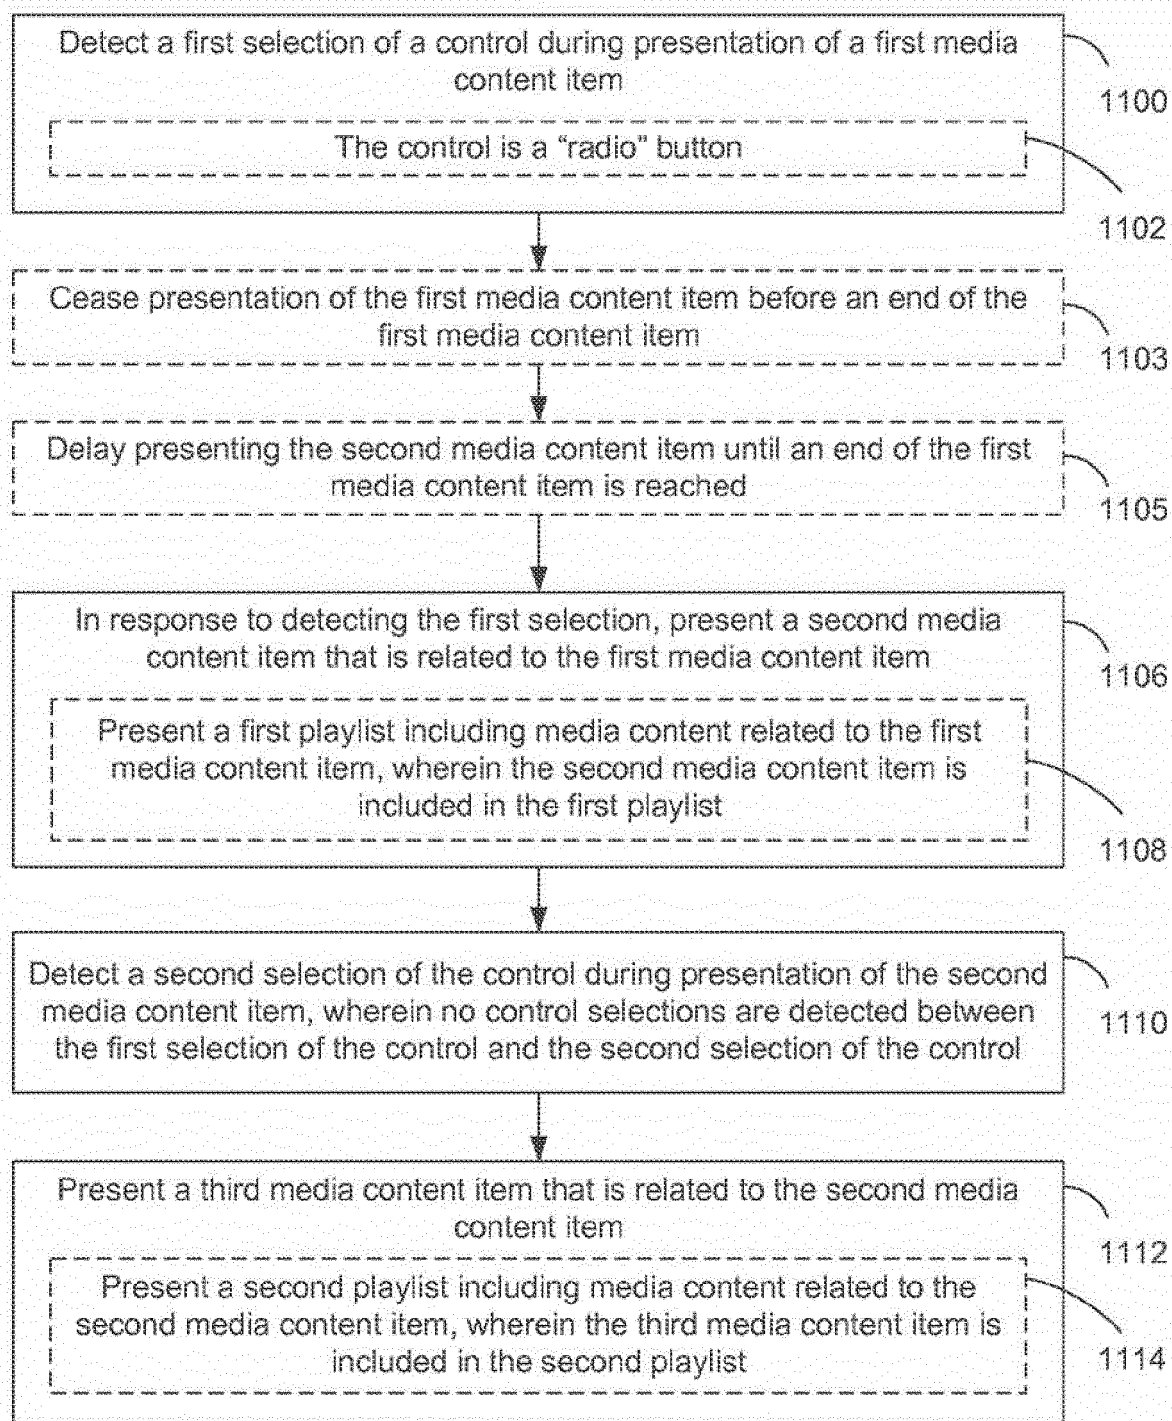 Detect a first selection of a control during presentation of a first media
content item
1100
The control is a “radio” button
1102
Cease presentation of the first media content item before an end of the
first media content item
1103
Delay presenting the second media content item until an end of the first
media content item is reached
1105
In response to detecting the first selection, present a second media
content item that is related to the first media content item
1106
Present a first playlist including media content related to the first
media content item, wherein the second media content item is
included in the first playlist
1108
Detect a second selection of the control during presentation of the second
media content item, wherein no control selections are detected between
the first selection of the control and the second selection of the control
1110
Present a third media content item that is related to the second media
content item
1112
Present a second playlist including media content related to the
second media content item, wherein the third media content item is
included in the second playlist
1114